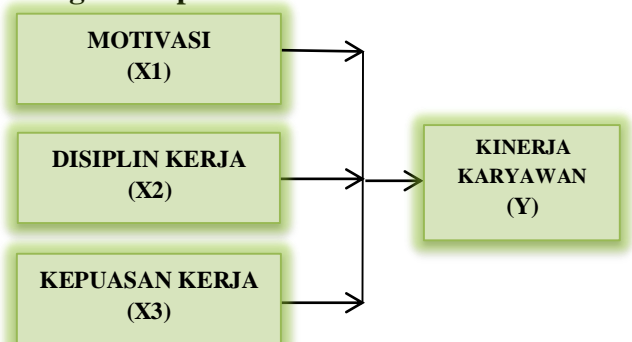 MOTIVASI
(X1)
DISIPLIN KERJA
(X2)
KEPUASAN KERJA
(X3)
KINERJA
KARYAWAN
(Y)